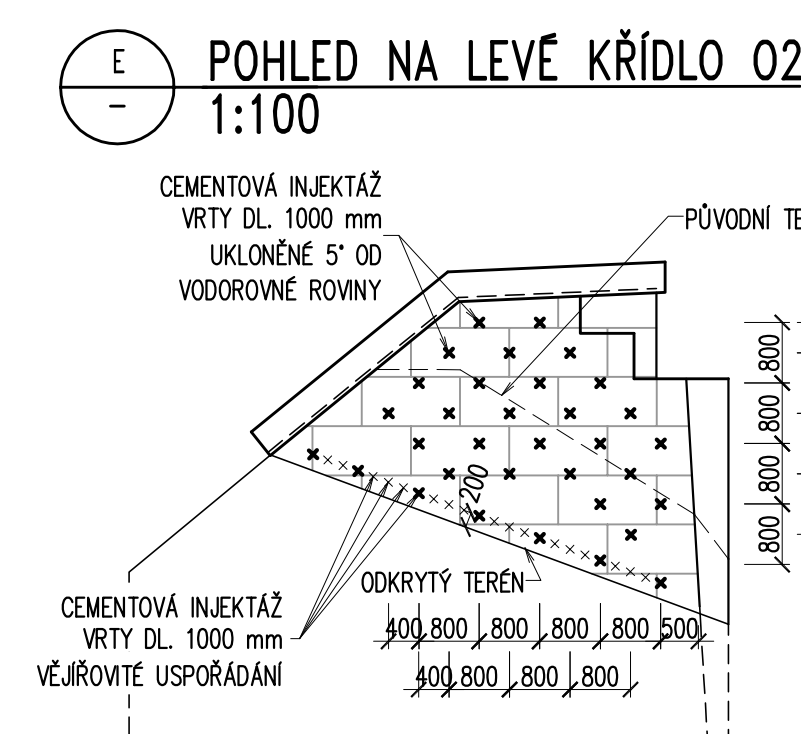 E
-
POHLED NA LEVÉ KŘÍDLO 02
1:100
CEMENTOVÁ INJEKTÁŽ
VRTY DL. 1000 mm
UKLONĚNÉ 5° OD
VODOROVNÉ ROVINY
PŮVODNÍ TE
800
800
800
800
200
ODKRYTÝ TERÉN
CEMENTOVÁ INJEKTÁŽ
VRTY DL. 1000 mm
VĚJÍŘOVITÉ USPOŘÁDÁNÍ
400 800 800 800 800 500
400 800 800 800